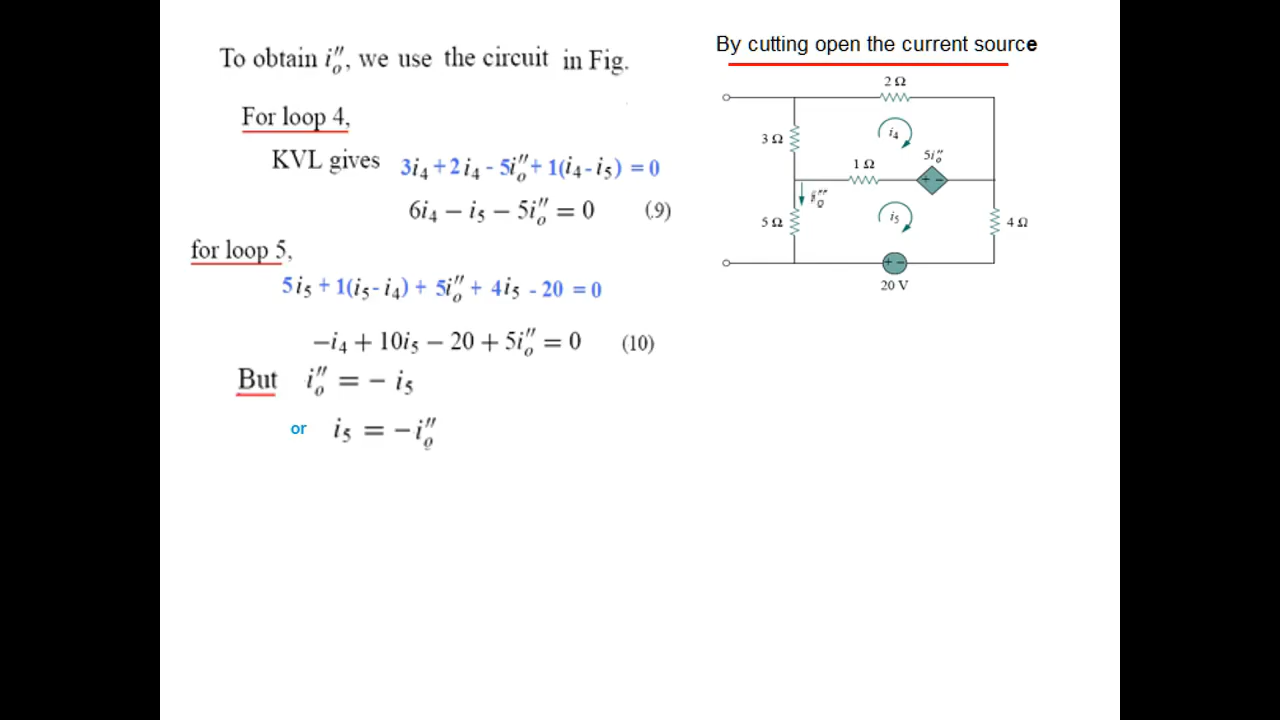 To obtain i″ₒ, we use the circuit in Fig.
For loop 4,
KVL gives 3i₄ + 2i₄ - 5i″ₒ + 1(i₄ - i₅) = 0
6i₄ − i₅ − 5i″ₒ = 0 (9)
for loop 5,
5i₅ + 1(i₅ - i₄) + 5i″ₒ + 4i₅ - 20 = 0
−i₄ + 10i₅ − 20 + 5i″ₒ = 0 (10)
But i″ₒ = − i₅
or i₅ = −i″ₒ
By cutting open the current source
2 Ω
i₄
3 Ω
1 Ω
5i″ₒ
+ −
5 Ω
i₅
4 Ω
+ −
20 V